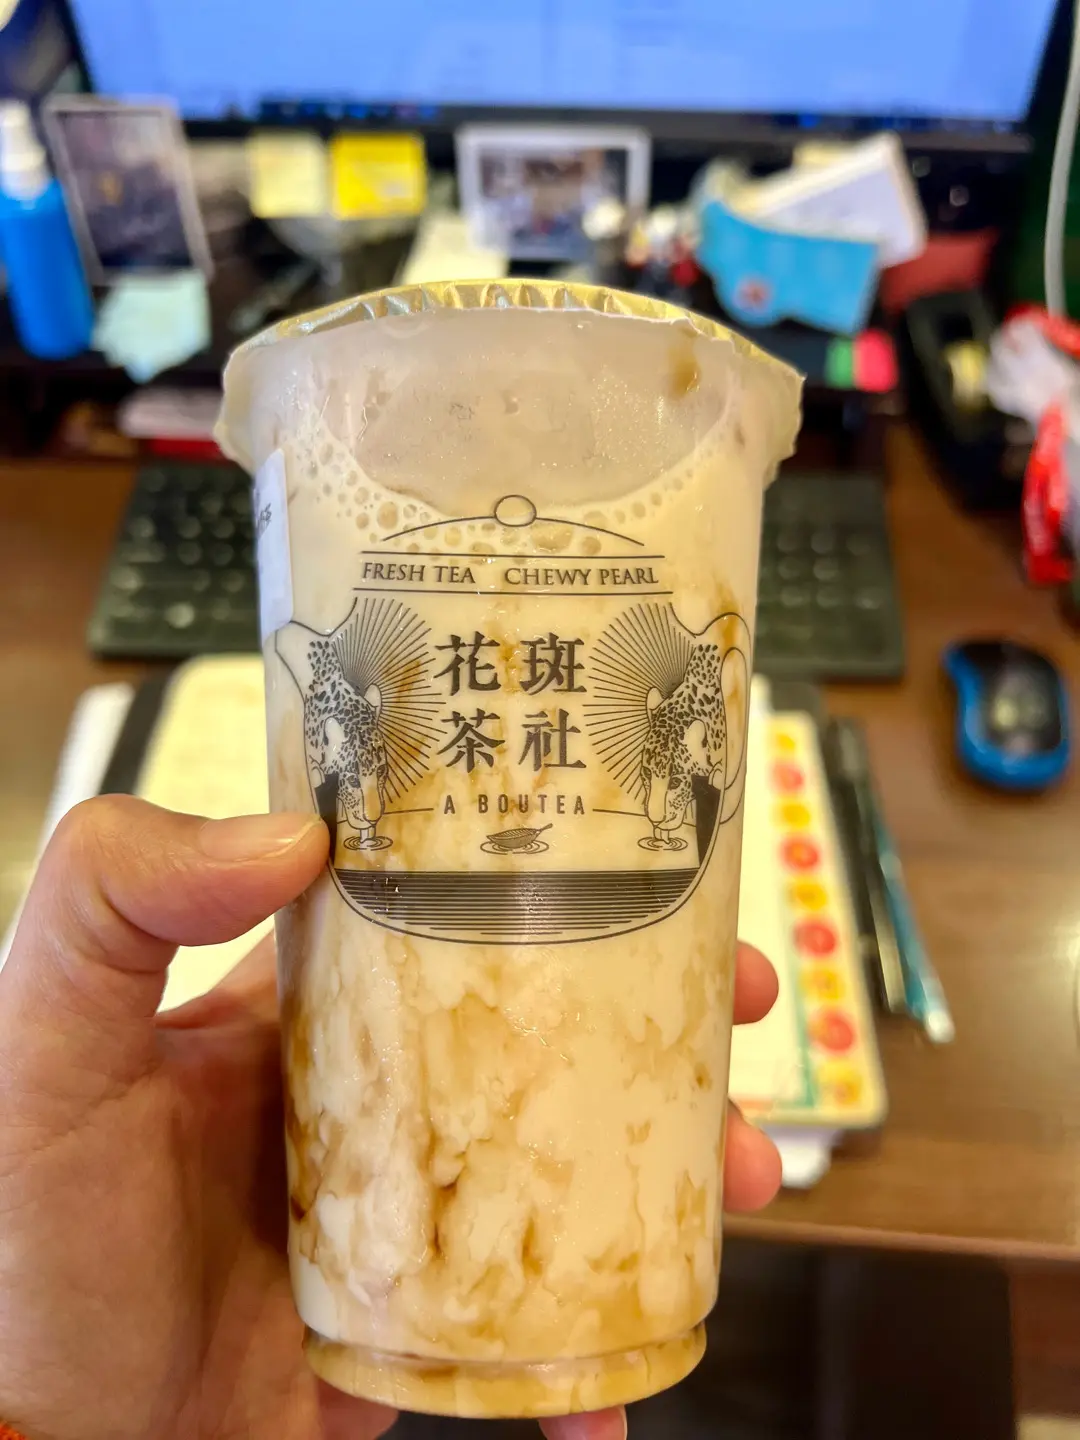 FRESH TEA CHEWY PEARL
花 斑
茶 社
A BOUTEA